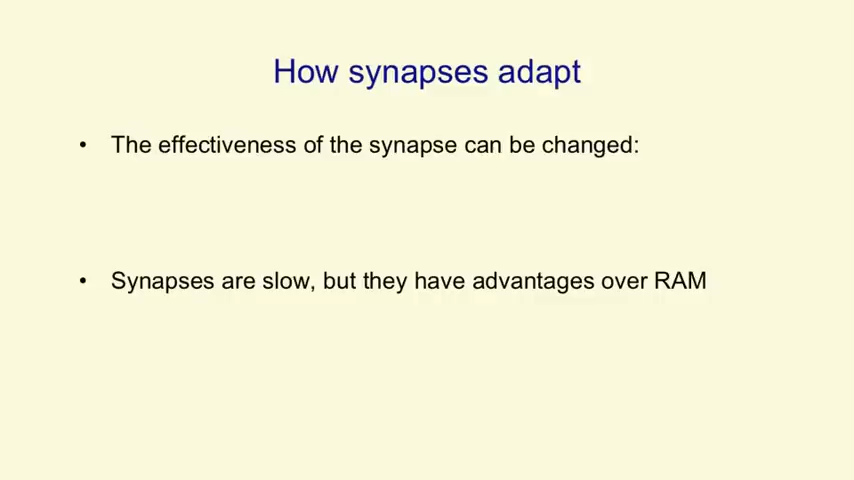 How synapses adapt
• The effectiveness of the synapse can be changed:
• Synapses are slow, but they have advantages over RAM